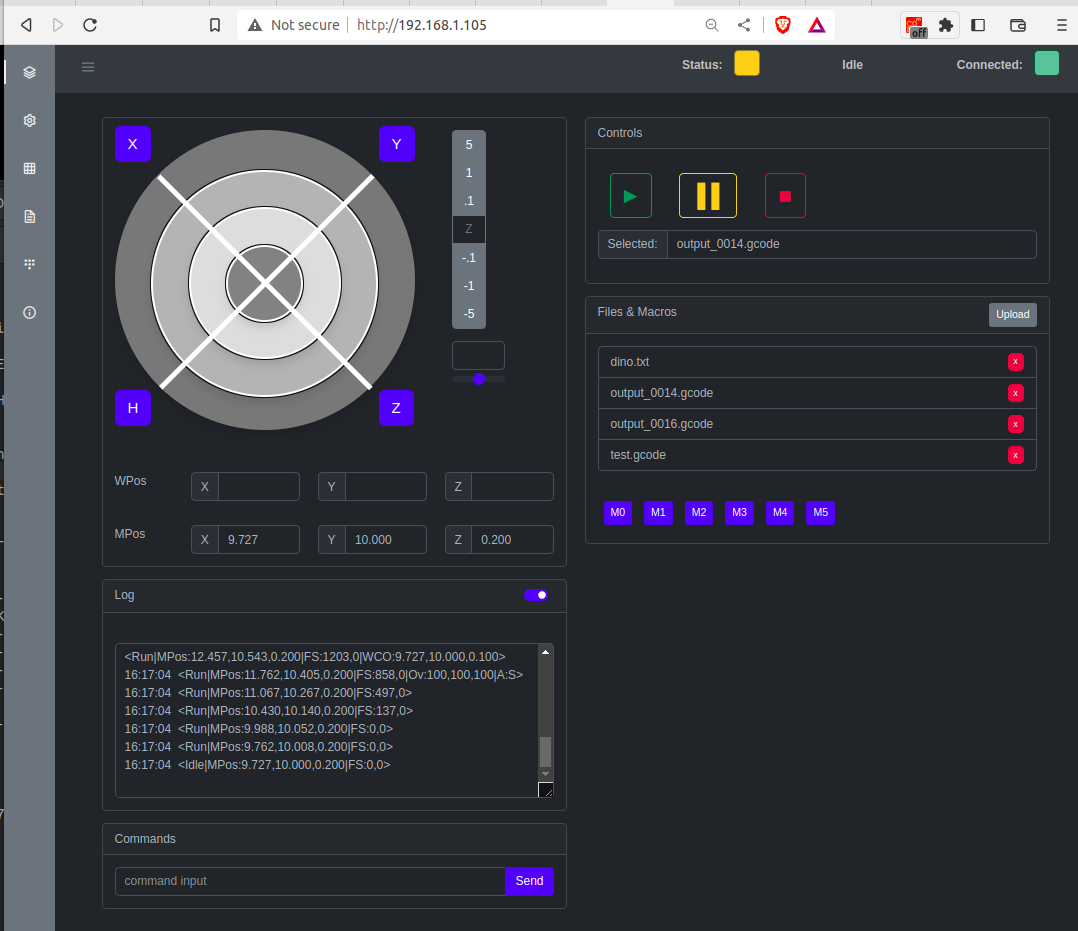 Not secure http://192.168.1.105
off
Status: Idle Connected:
X Y
5
1
.1
Z
-.1
-1
-5
H Z
WPos X Y Z
MPos X 9.727 Y 10.000 Z 0.200
Log
<Run|MPos:12.457,10.543,0.200|FS:1203,0|WCO:9.727,10.000,0.100>
16:17:04 <Run|MPos:11.762,10.405,0.200|FS:858,0|Ov:100,100,100|A:S>
16:17:04 <Run|MPos:11.067,10.267,0.200|FS:497,0>
16:17:04 <Run|MPos:10.430,10.140,0.200|FS:137,0>
16:17:04 <Run|MPos:9.988,10.052,0.200|FS:0,0>
16:17:04 <Run|MPos:9.762,10.008,0.200|FS:0,0>
16:17:04 <Idle|MPos:9.727,10.000,0.200|FS:0,0>
Commands
command input Send
Controls
Selected: output_0014.gcode
Files & Macros Upload
dino.txt x
output_0014.gcode x
output_0016.gcode x
test.gcode x
M0 M1 M2 M3 M4 M5